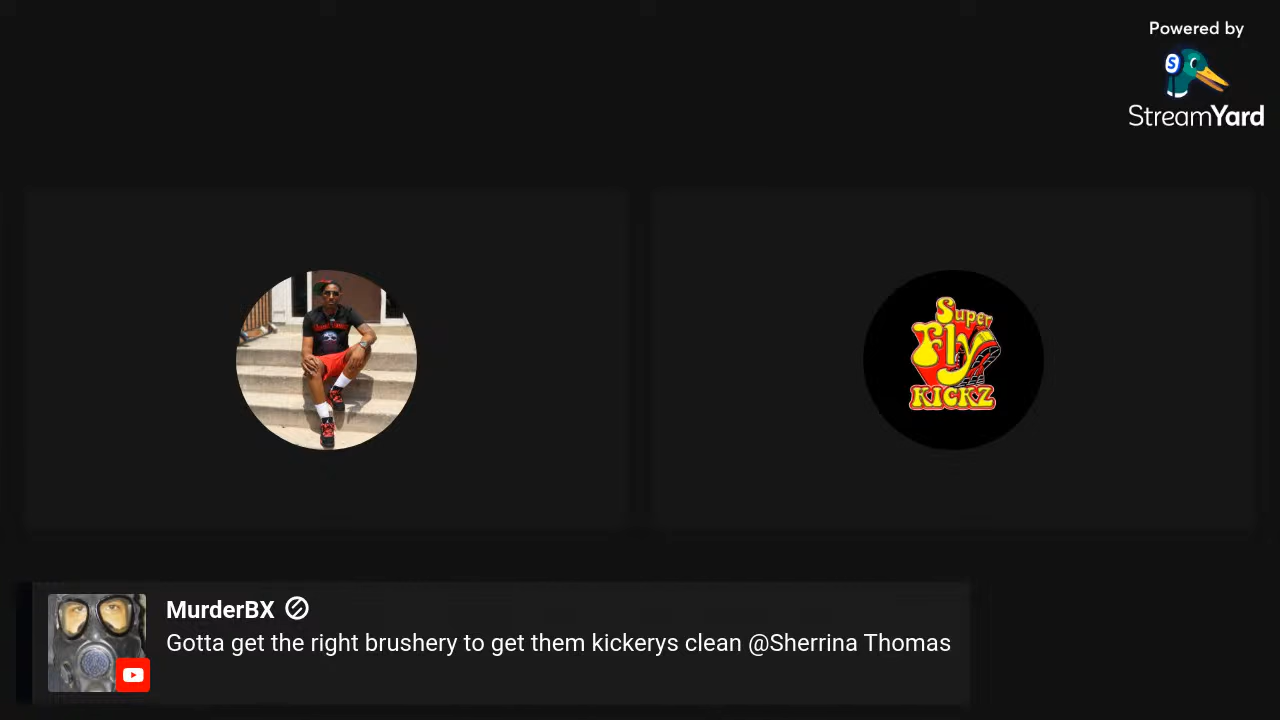 Powered by
S
StreamYard
Super
Fly
KICKZ
MurderBX
Gotta get the right brushery to get them kickerys clean @Sherrina Thomas